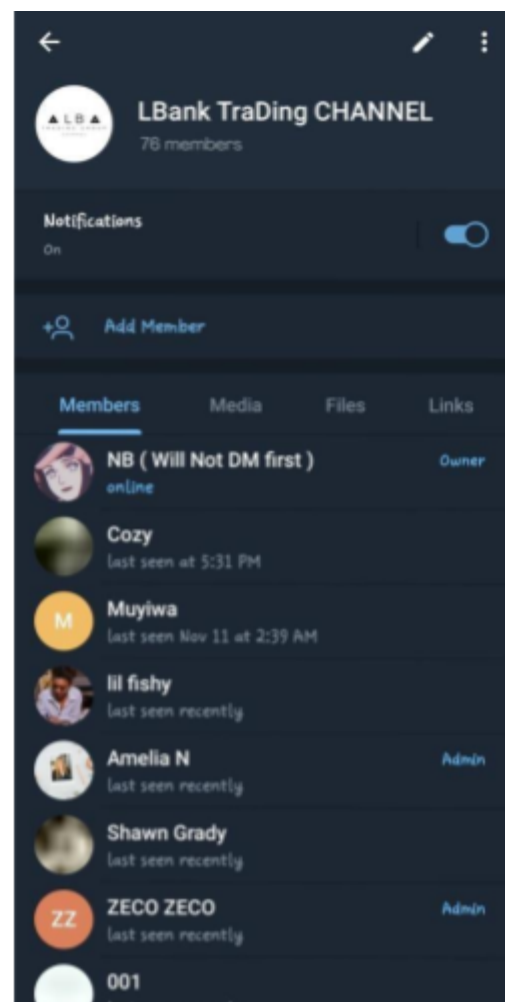 LBank TraDing CHANNEL
76 members
▲ L B ▲
Notifications
On
Add Member
Members Media Files Links
NB ( Will Not DM first ) Owner
online
Cozy
last seen at 5:31 PM
M Muyiwa
last seen Nov 11 at 2:39 AM
lil fishy
last seen recently
Amelia N Admin
last seen recently
Shawn Grady
last seen recently
ZZ ZECO ZECO Admin
last seen recently
001